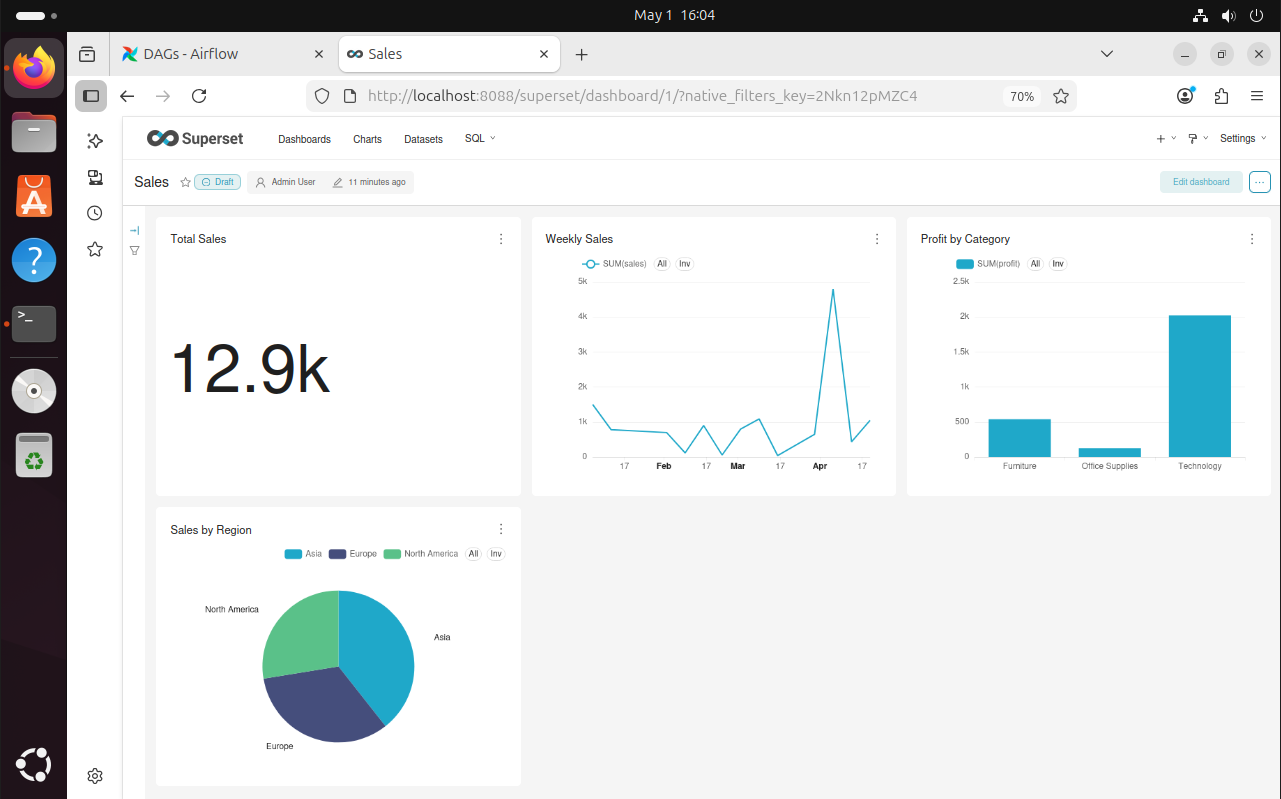 May 1 16:04
DAGs - Airflow
Sales
http://localhost:8088/superset/dashboard/1/?native_filters_key=2Nkn12pMZC4
70%
Superset
Dashboards
Charts
Datasets
SQL
Settings
Sales
Draft
Admin User
11 minutes ago
Edit dashboard
Total Sales
12.9k
Weekly Sales
SUM(sales)
All
Inv
5k
4k
3k
2k
1k
0
17
Feb
17
Mar
17
Apr
17
Profit by Category
SUM(profit)
All
Inv
2.5k
2k
1.5k
1k
500
0
Furniture
Office Supplies
Technology
Sales by Region
Asia
Europe
North America
All
Inv
North America
Asia
Europe